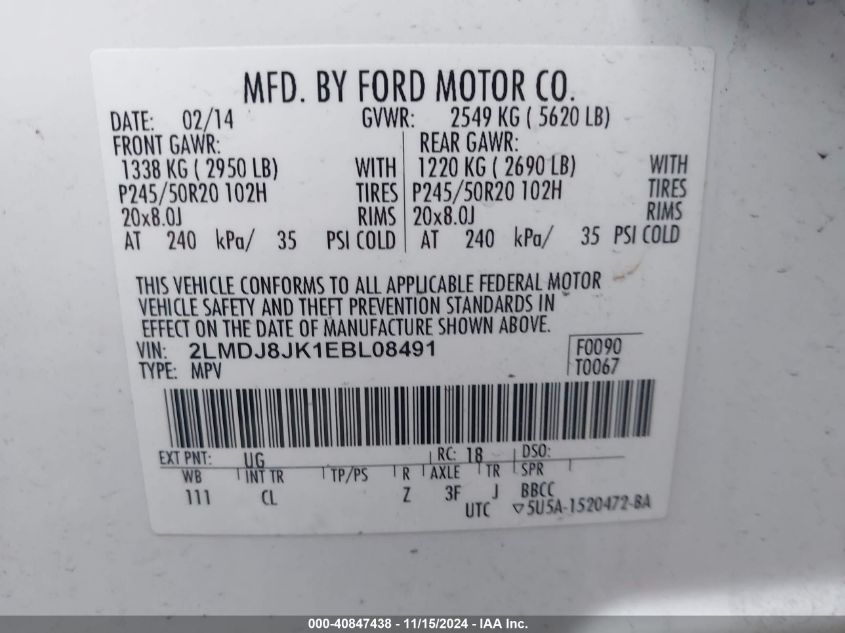 MFD. BY FORD MOTOR CO.
DATE: 02/14 GVWR: 2549 KG ( 5620 LB)
FRONT GAWR: REAR GAWR:
1338 KG ( 2950 LB) WITH 1220 KG ( 2690 LB) WITH
P245/50R20 102H TIRES P245/50R20 102H TIRES
20x8.0J RIMS 20x8.0J RIMS
AT 240 kPa/ 35 PSI COLD AT 240 kPa/ 35 PSI COLD
THIS VEHICLE CONFORMS TO ALL APPLICABLE FEDERAL MOTOR
VEHICLE SAFETY AND THEFT PREVENTION STANDARDS IN
EFFECT ON THE DATE OF MANUFACTURE SHOWN ABOVE.
VIN: 2LMDJ8JK1EBL08491 F0090
TYPE: MPV T0067
EXT PNT: UG RC: 18 DSO:
WB INT TR TP/PS R AXLE TR SPR
111 CL Z 3F J BBCC
UTC ▽5U5A-1520472-BA
000-40847438 - 11/15/2024 - IAA Inc.